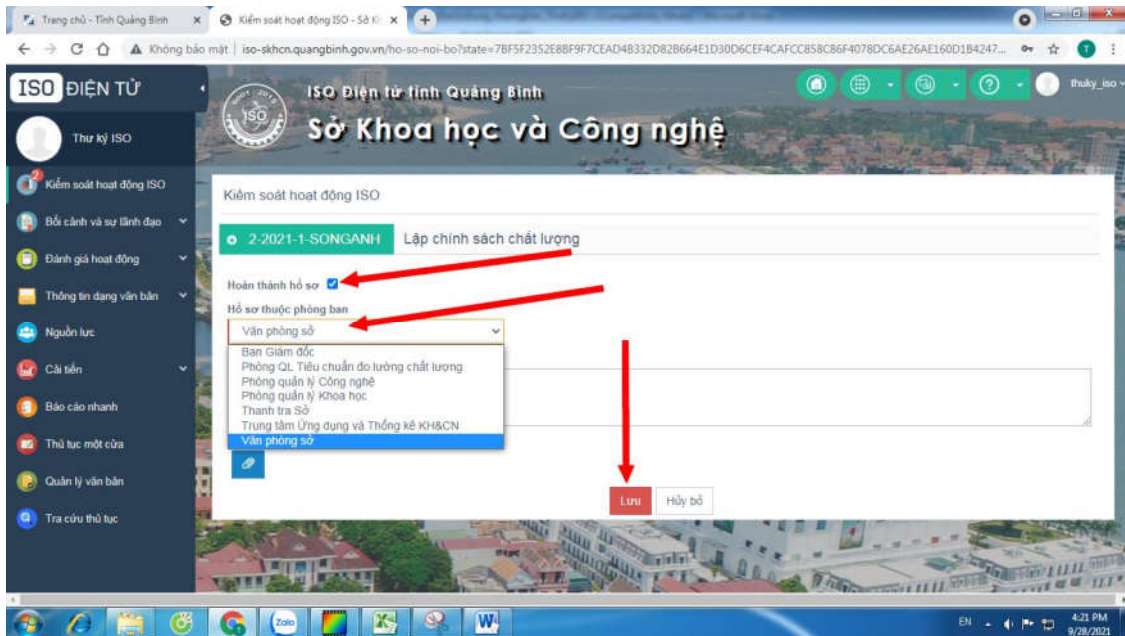 Trang chủ - Tỉnh Quảng Bình
Kiểm soát hoạt động ISO - Sở K
Không bảo mật | iso-skhcn.quangbinh.gov.vn/ho-so-noi-bo?state=7BF5F2352E8BF9F7CEAD4B332D82B664E1D30D6CEF4CAFCC858C86F4078DC6AE26AE160D1B4247...
T
ISO ĐIỆN TỬ
ISO Điện tử tỉnh Quảng Bình
thuky_iso
Sở Khoa học và Công nghệ
ISO
Thư ký ISO
2
Kiểm soát hoạt động ISO
Bối cảnh và sự lãnh đạo
Đánh giá hoạt động
Thông tin dạng văn bản
Nguồn lực
Cải tiến
Báo cáo nhanh
Thủ tục một cửa
Quản lý văn bản
Tra cứu thủ tục
Kiểm soát hoạt động ISO
2-2021-1-SONGANH Lập chính sách chất lượng
Hoàn thành hồ sơ
Hồ sơ thuộc phòng ban
Văn phòng sở
Ban Giám đốc
Phòng QL Tiêu chuẩn đo lường chất lượng
Phòng quản lý Công nghệ
Phòng quản lý Khoa học
Thanh tra Sở
Trung tâm Ứng dụng và Thống kê KH&CN
Văn phòng sở
Lưu Hủy bỏ
Zalo
EN
4:21 PM
9/28/2021